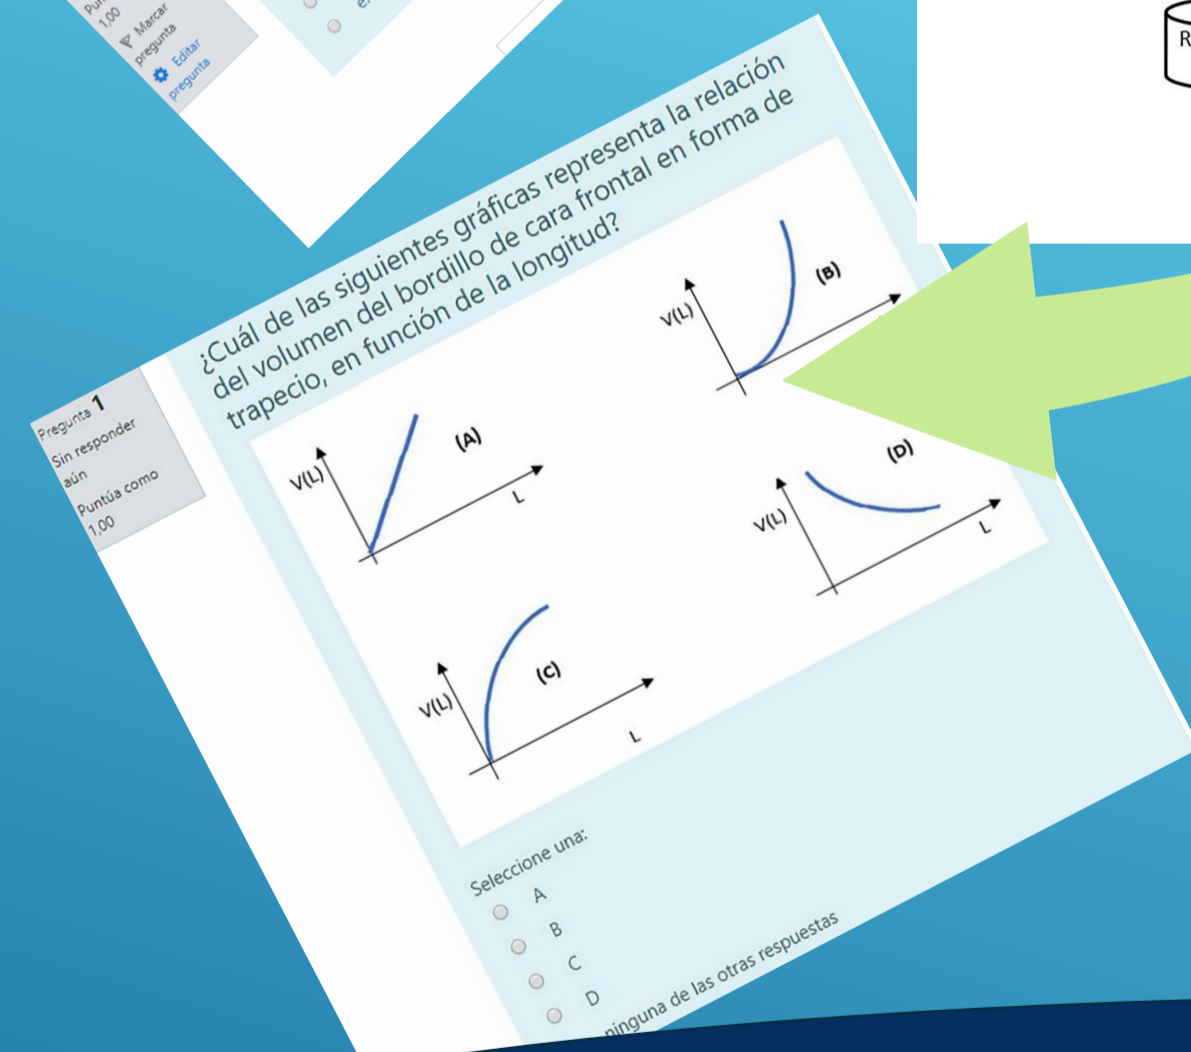 1,00
Marcar
pregunta
Editar
pregunta
R
Pregunta 1
Sin responder
aún
Puntúa como
1,00
¿Cuál de las siguientes gráficas representa la relación
del volumen del bordillo de cara frontal en forma de
trapecio, en función de la longitud?
V(L)
(A)
L
V(L)
(B)
V(L)
(C)
L
V(L)
(D)
L
Seleccione una:
A
B
C
D
ninguna de las otras respuestas